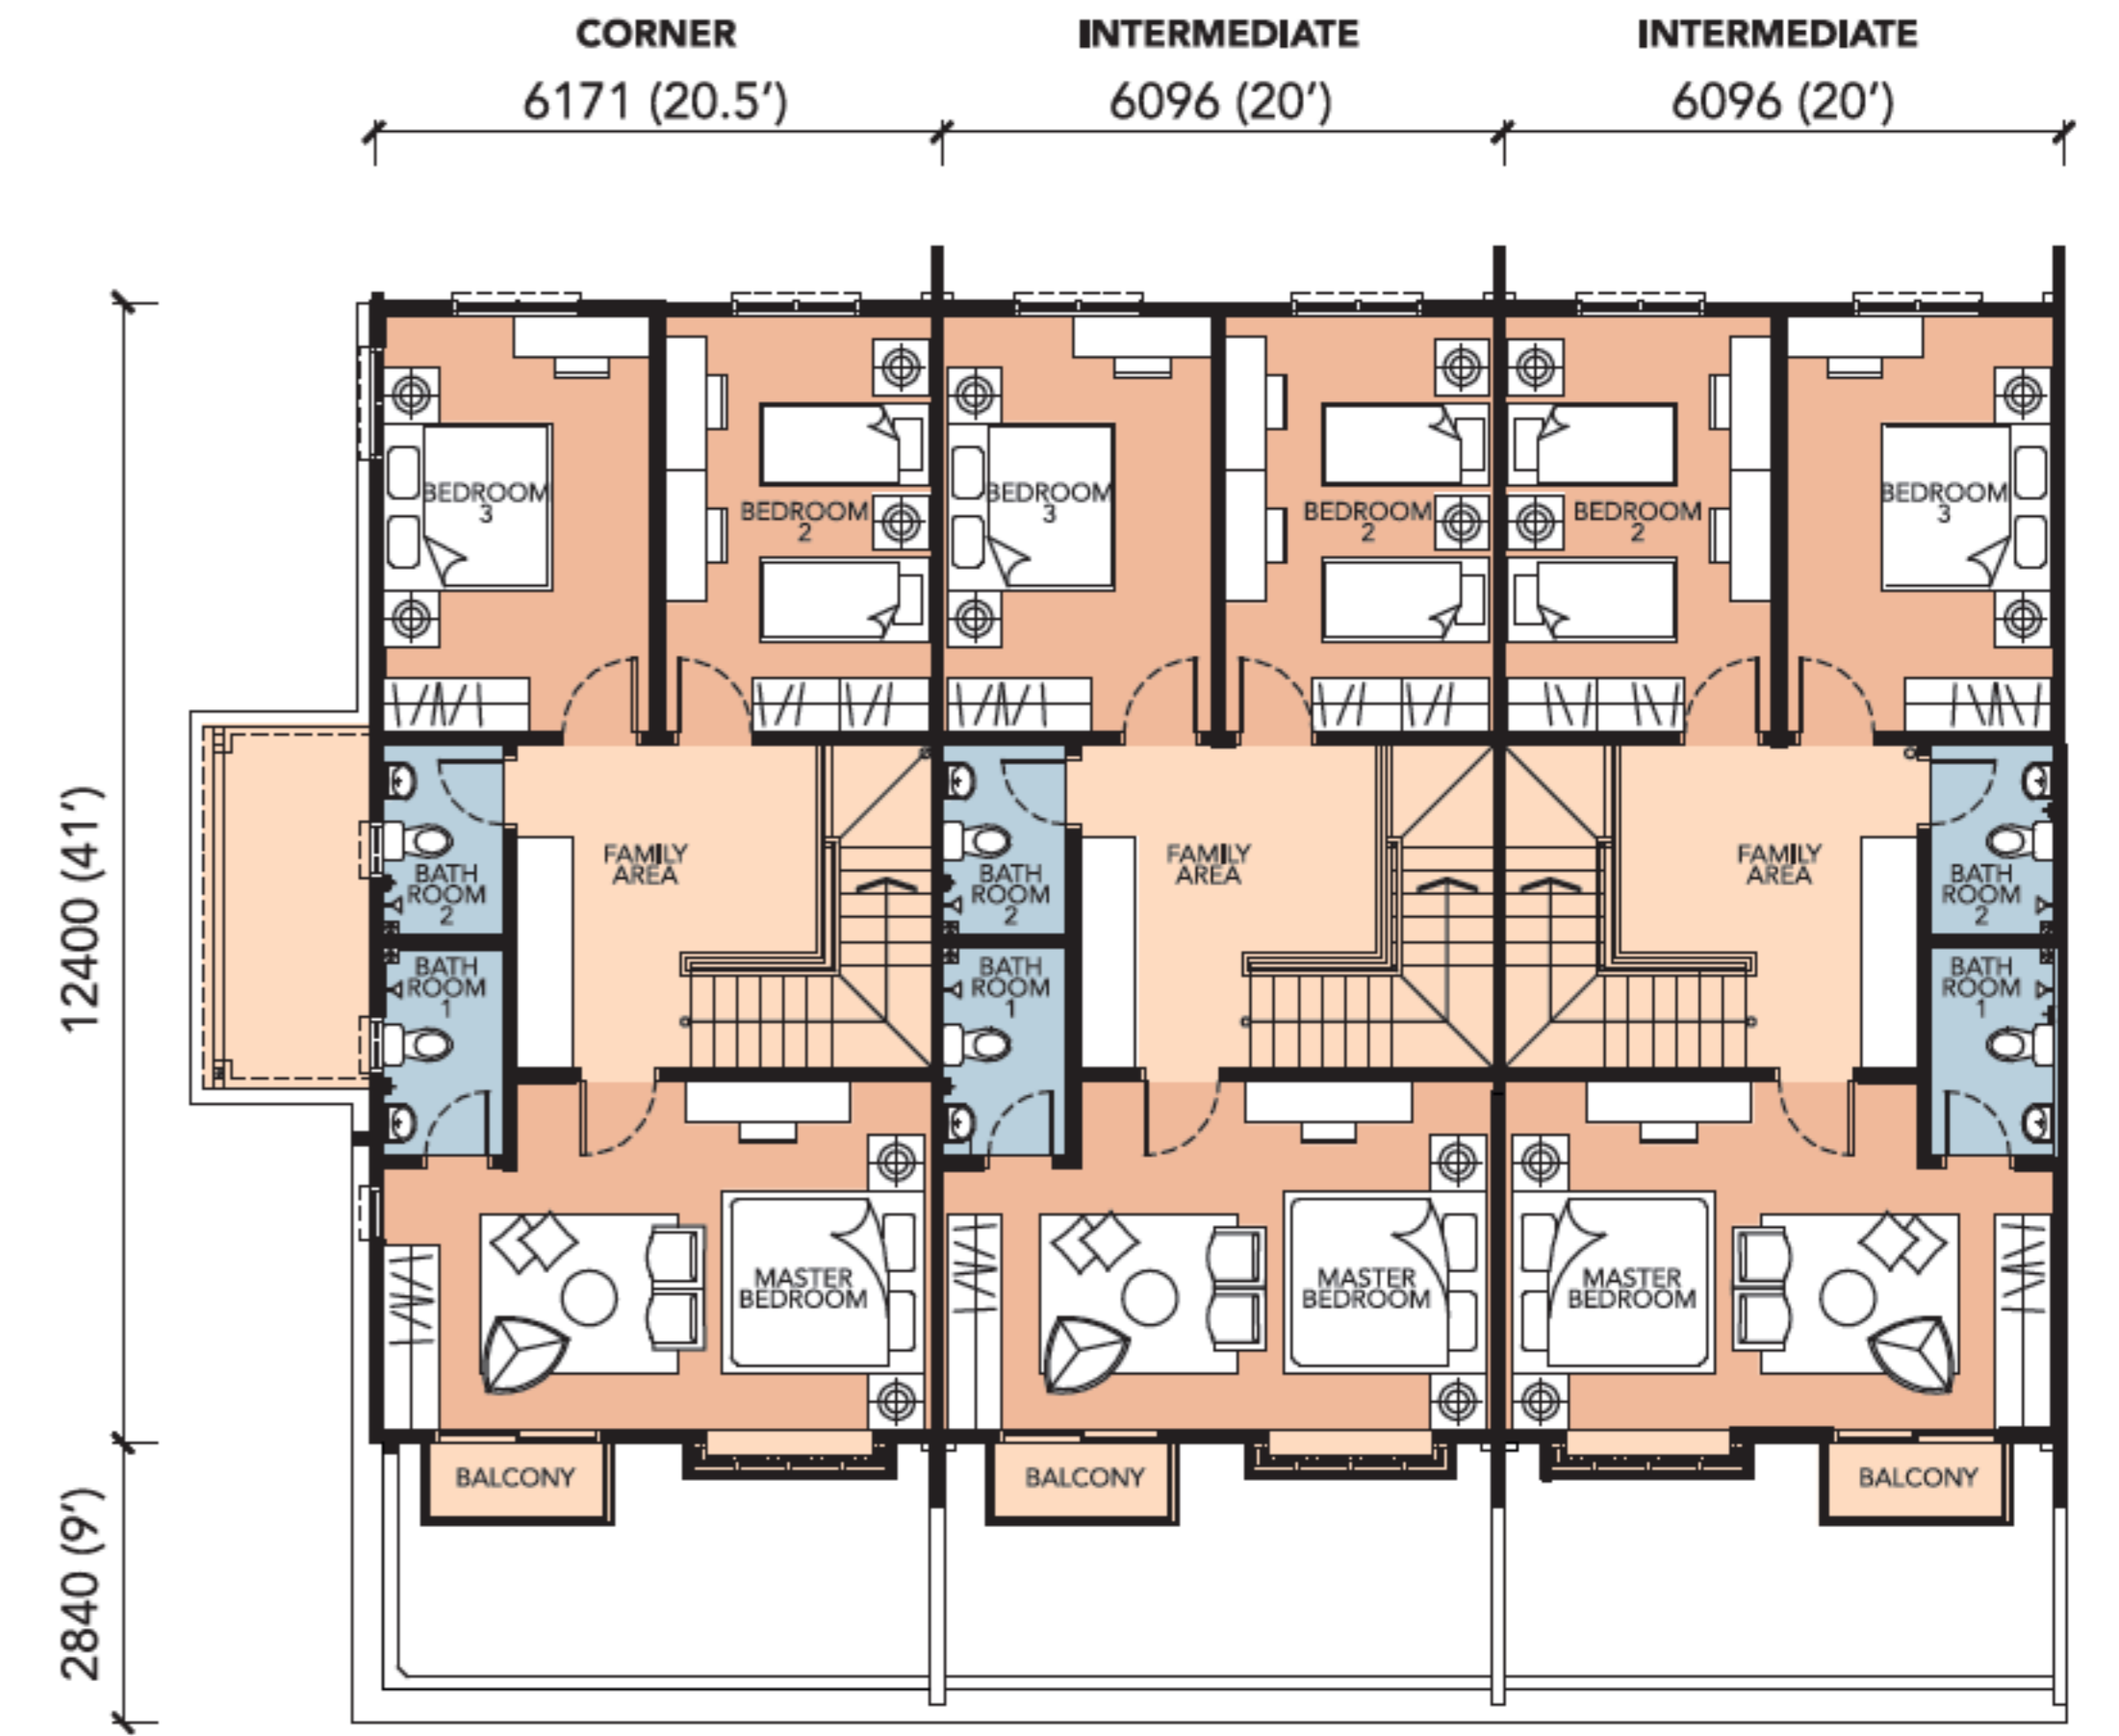 CORNER
6171 (20.5')
INTERMEDIATE
6096 (20')
INTERMEDIATE
6096 (20')
12400 (41')
2840 (9')
BEDROOM
3
BEDROOM
2
BEDROOM
3
BEDROOM
2
BEDROOM
2
BEDROOM
3
BATH
ROOM
2
FAMILY
AREA
BATH
ROOM
2
FAMILY
AREA
FAMILY
AREA
BATH
ROOM
2
BATH
ROOM
1
BATH
ROOM
1
BATH
ROOM
1
MASTER
BEDROOM
MASTER
BEDROOM
MASTER
BEDROOM
BALCONY
BALCONY
BALCONY